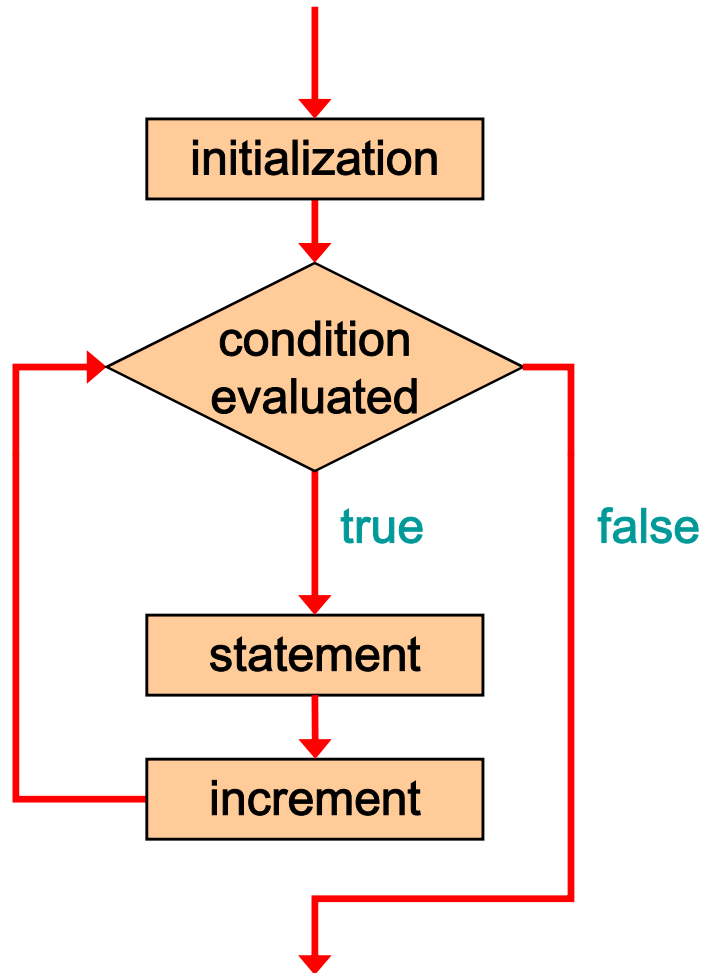 initialization
condition
evaluated
true
false
statement
increment